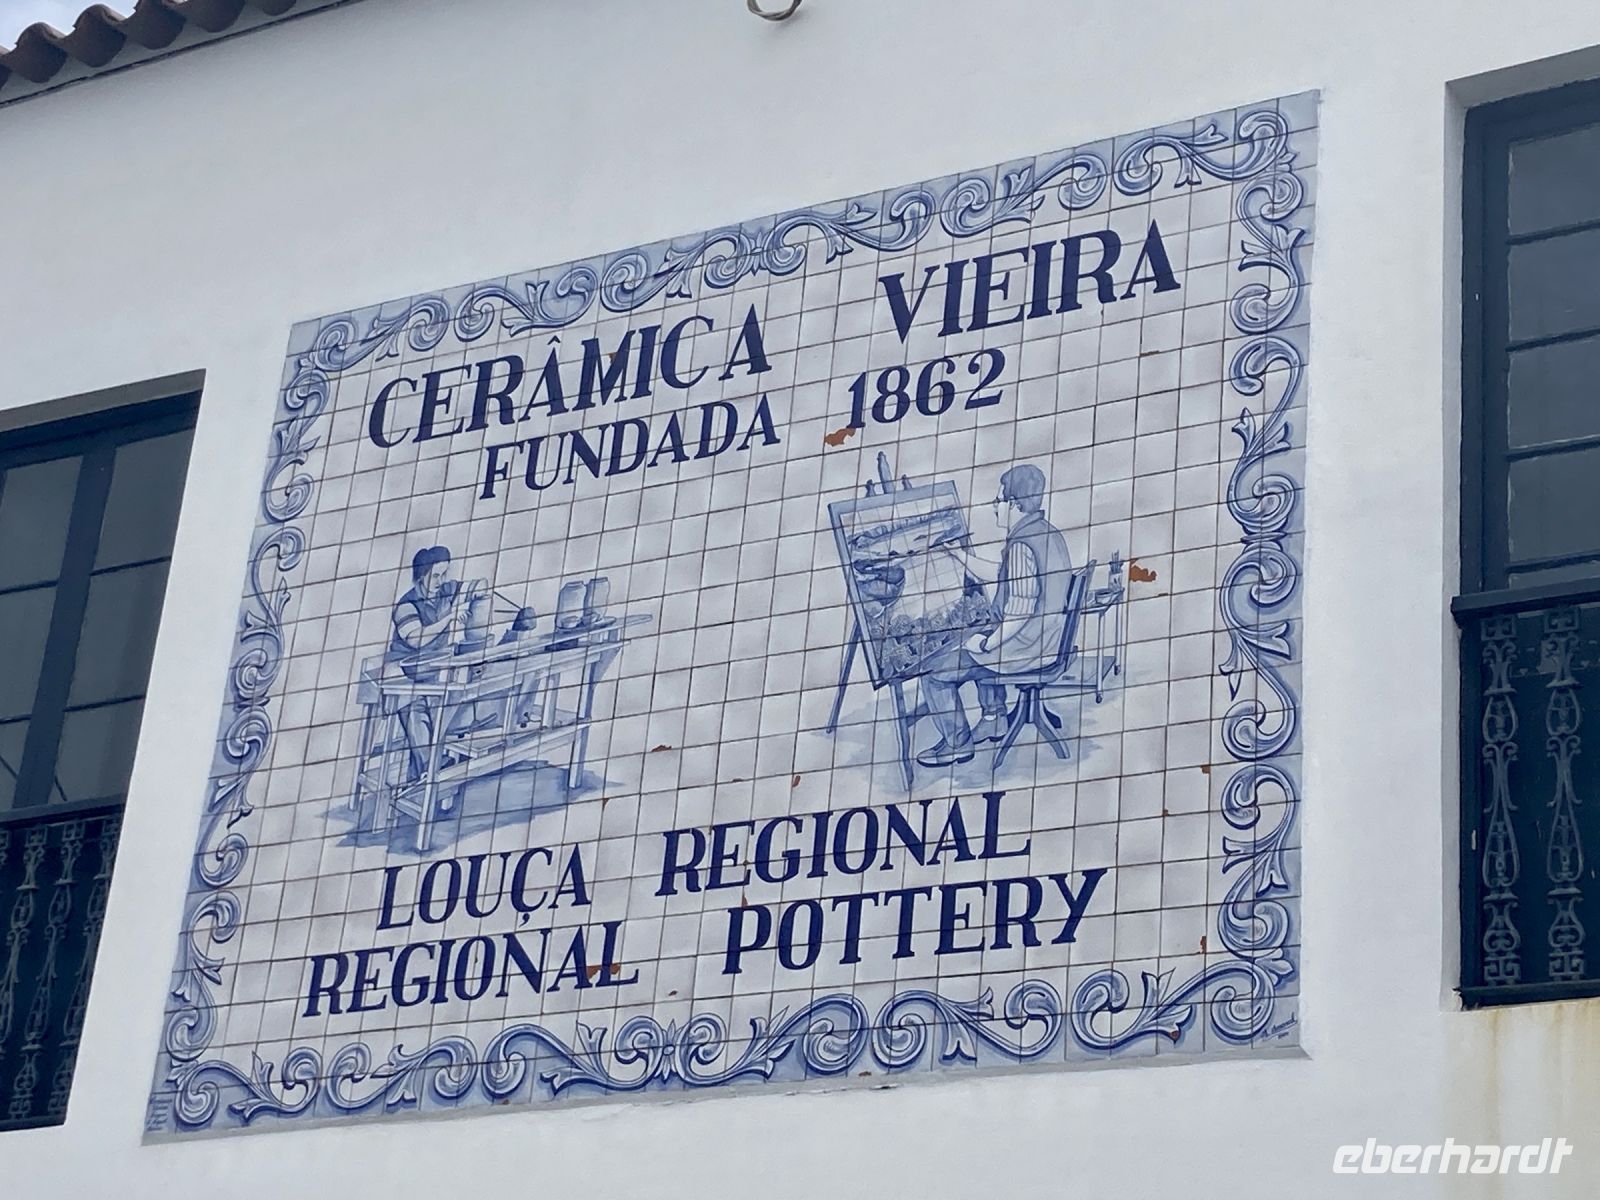 CERÂMICA VIEIRA
FUNDADA 1862
LOUÇA REGIONAL
REGIONAL POTTERY
eberhardt